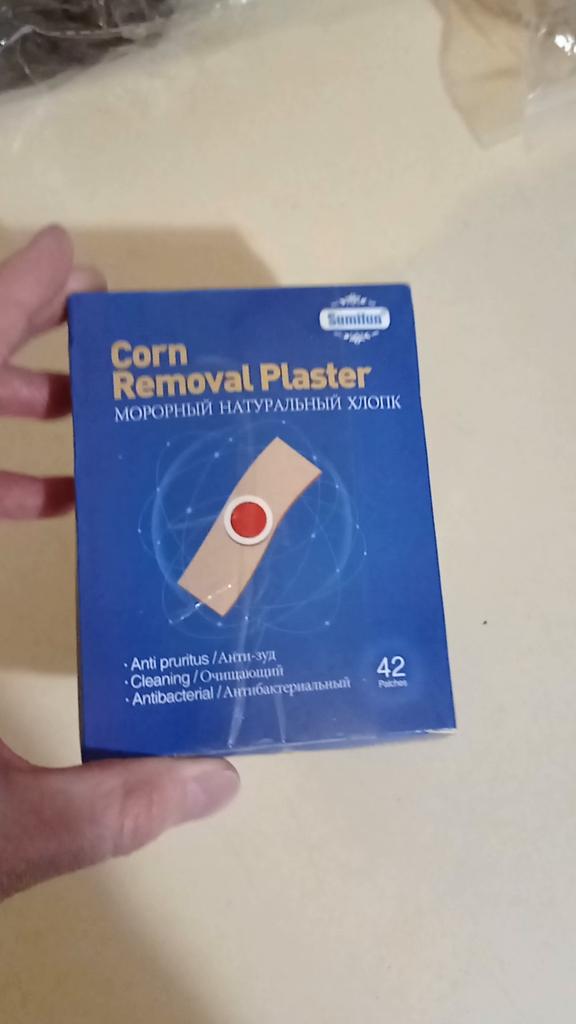 Sumifun
Corn
Removal Plaster
МОРОРНЫЙ НАТУРАЛЬНЫЙ ХЛОПК
· Anti pruritus / Анти-зуд
· Cleaning / Очищающий
· Antibacterial / Антибактериальный
42
Patches